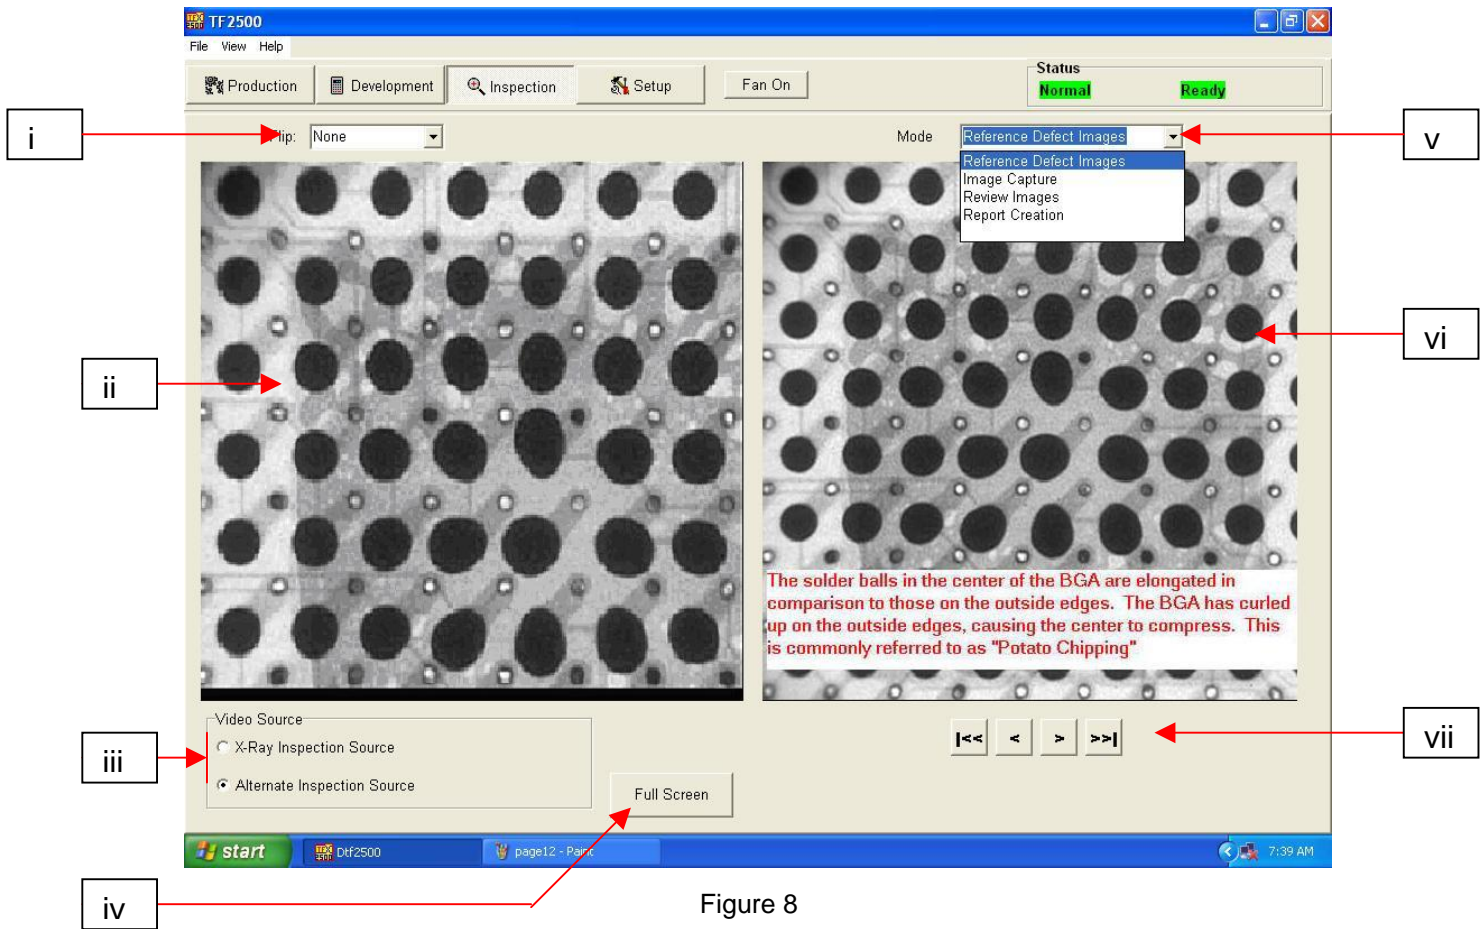 TF2500
File View Help
Production Development Inspection Setup Fan On
Status
Normal Ready
i
Flip: None
Mode Reference Defect Images
v
Reference Defect Images
Image Capture
Review Images
Report Creation
vi
ii
The solder balls in the center of the BGA are elongated in
comparison to those on the outside edges. The BGA has curled
up on the outside edges, causing the center to compress. This
is commonly referred to as "Potato Chipping"
Video Source
X-Ray Inspection Source
Alternate Inspection Source
iii
|<< < > >>|
vii
Full Screen
start Dtf2500 page12 - Paint 7:39 AM
iv
Figure 8